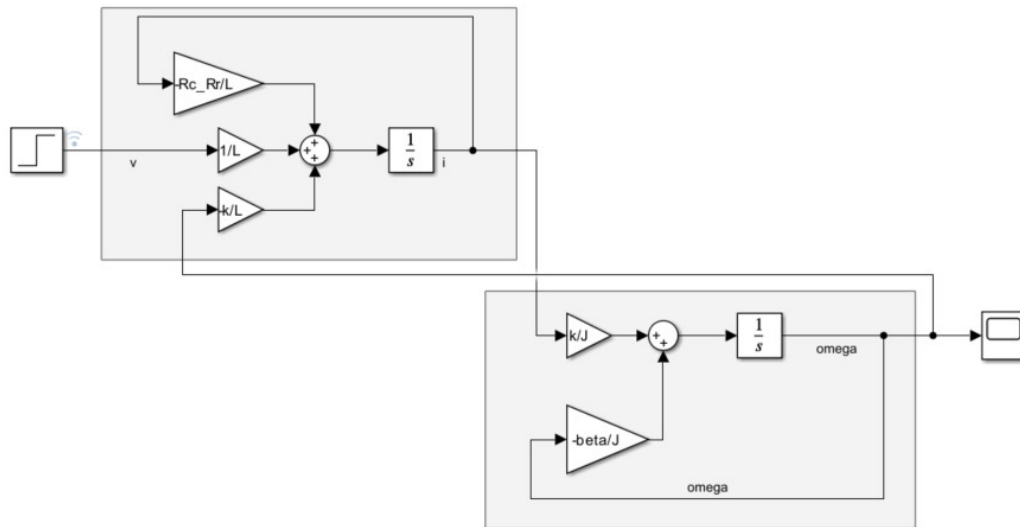 -Rc_Rr/L
+
v
1/L
+
+
1
s
i
-k/L
k/J
+
+
1
s
omega
-beta/J
omega